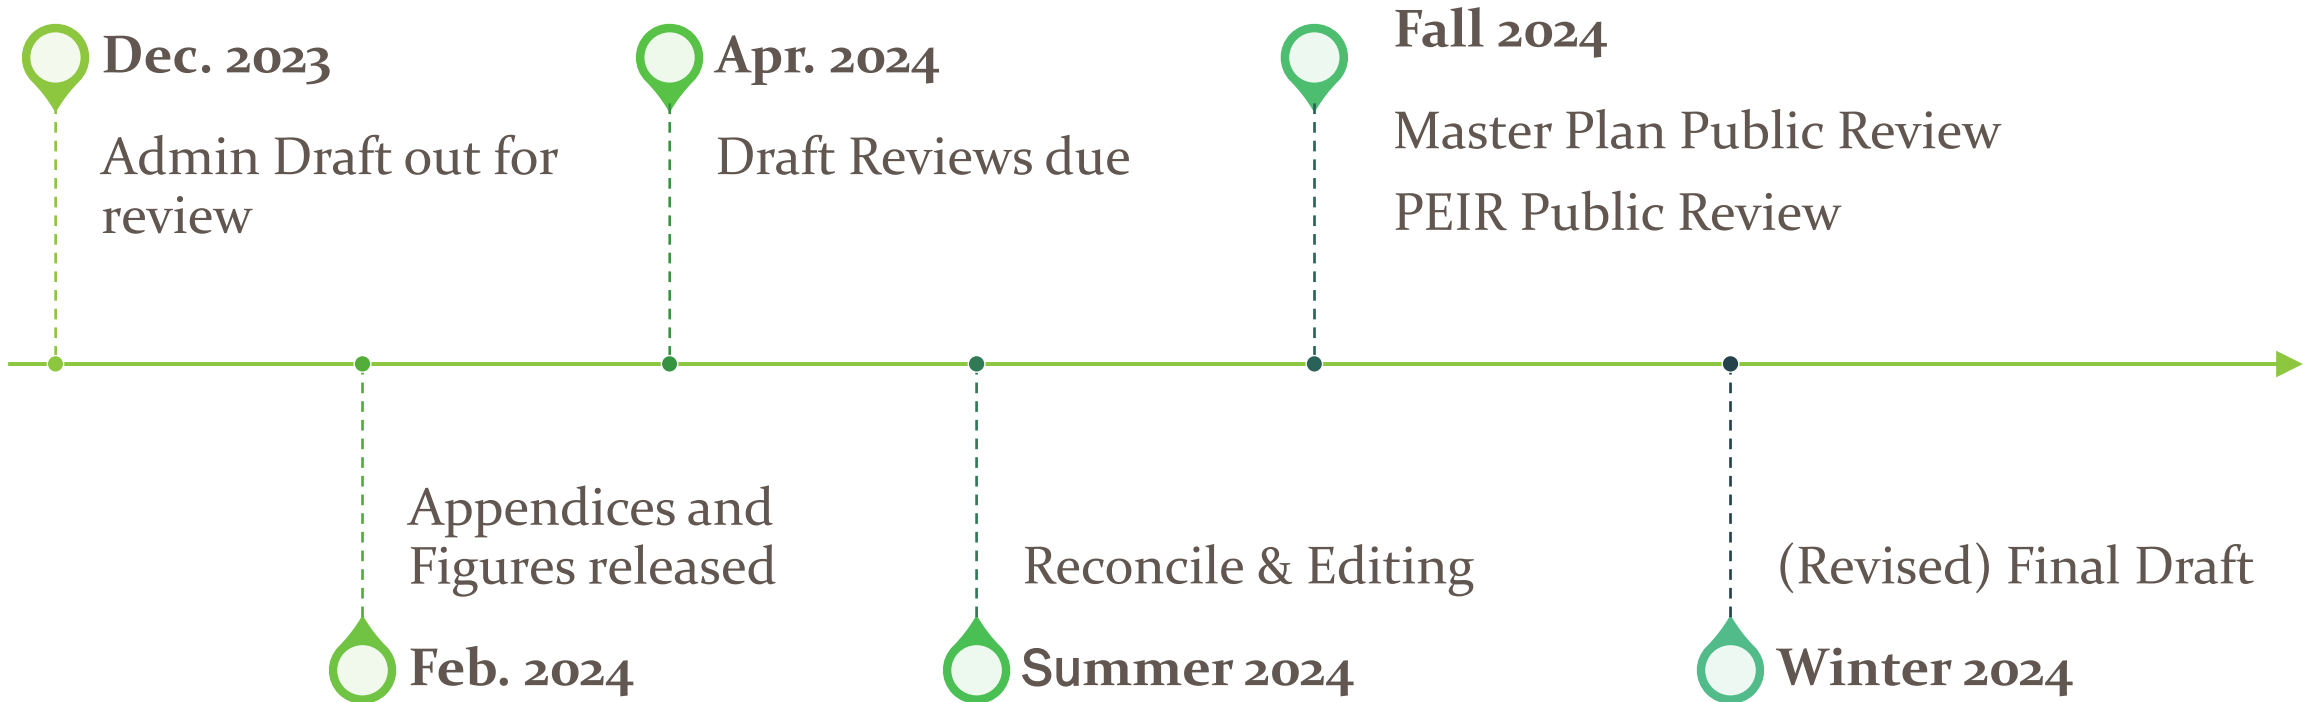 Dec. 2023
Admin Draft out for
review
Appendices and
Figures released
Feb. 2024
Apr. 2024
Draft Reviews due
Reconcile & Editing
Summer 2024
Fall 2024
Master Plan Public Review
PEIR Public Review
(Revised) Final Draft
Winter 2024